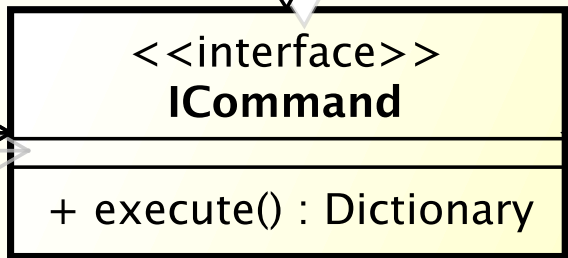 <<interface>>
ICommand
+ execute() : Dictionary